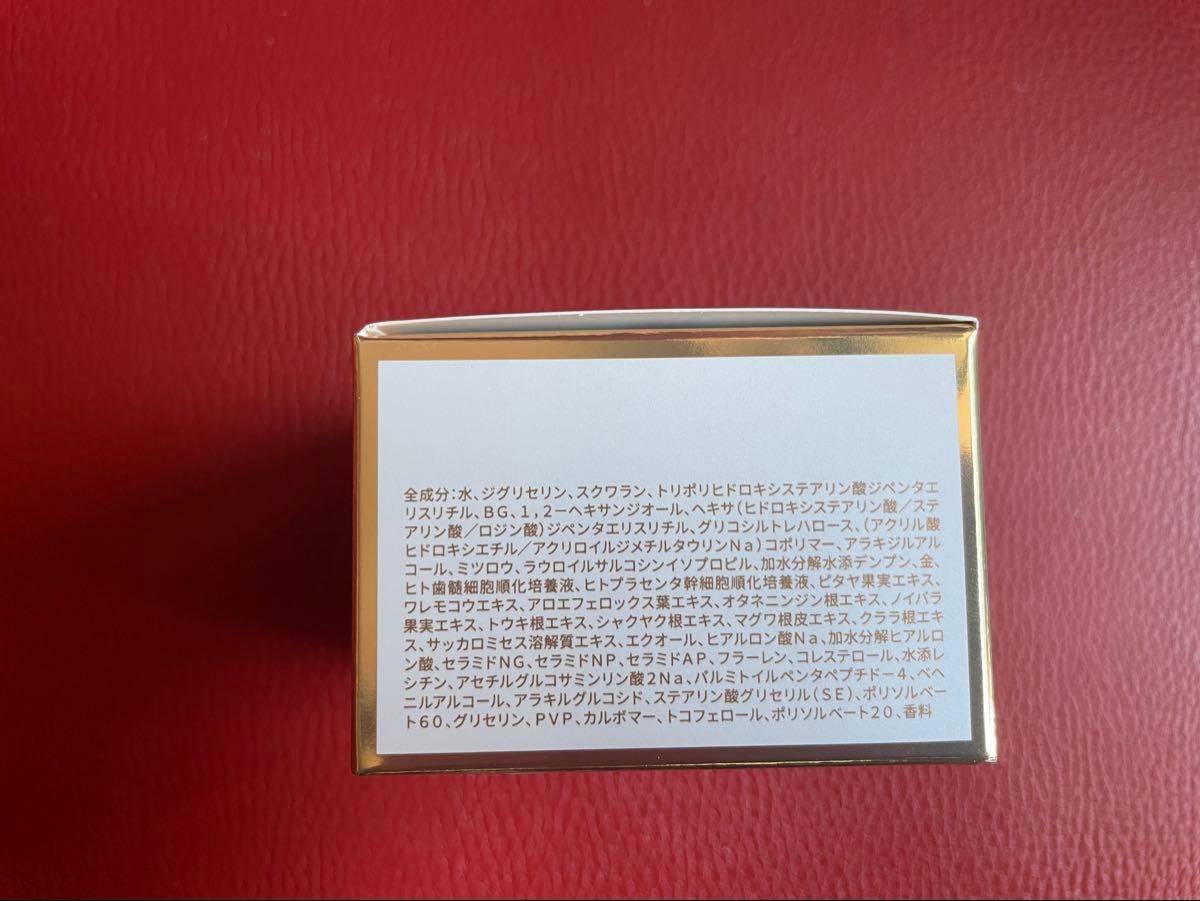 全成分：水、ジグリセリン、スクワラン、トリポリヒドロキシステアリン酸ジペンタエ
リスリチル、ＢＧ、１，２－ヘキサンジオール、ヘキサ（ヒドロキシステアリン酸／ステ
アリン酸／ロジン酸）ジペンタエリスリチル、グリコシルトレハロース、（アクリル酸
ヒドロキシエチル／アクリロイルジメチルタウリンＮａ）コポリマー、アラキジルアル
コール、ミツロウ、ラウロイルサルコシンイソプロピル、加水分解水添デンプン、金、
ヒト歯髄細胞順化培養液、ヒトプラセンタ幹細胞順化培養液、ピタヤ果実エキス、
ワレモコウエキス、アロエフェロックス葉エキス、オタネニンジン根エキス、ノイバラ
果実エキス、トウキ根エキス、シャクヤク根エキス、マグワ根皮エキス、クララ根エキ
ス、サッカロミセス溶解質エキス、エクオール、ヒアルロン酸Ｎａ、加水分解ヒアルロ
ン酸、セラミドＮＧ、セラミドＮＰ、セラミドＡＰ、フラーレン、コレステロール、水添レ
シチン、アセチルグルコサミンリン酸２Ｎａ、パルミトイルペンタペプチド－４、ベヘ
ニルアルコール、アラキルグルコシド、ステアリン酸グリセリル（ＳＥ）、ポリソルベー
ト６０、グリセリン、ＰＶＰ、カルボマー、トコフェロール、ポリソルベート２０、香料